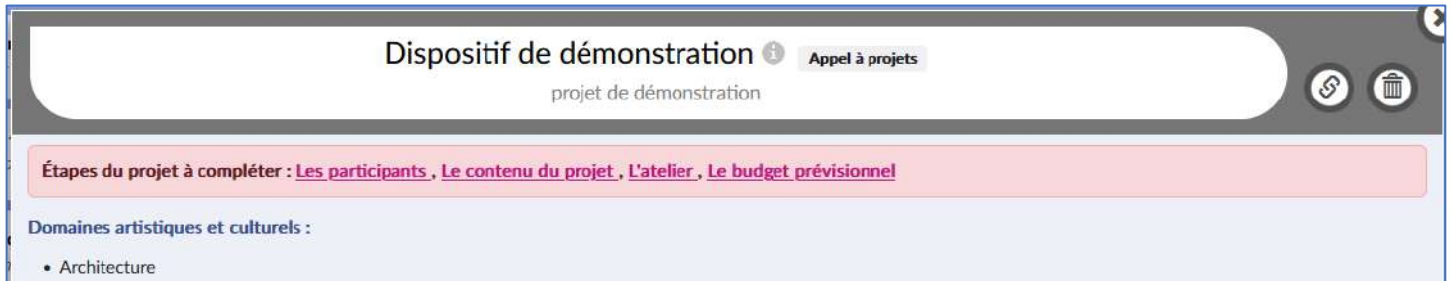 Dispositif de démonstration Appel à projets
projet de démonstration
Étapes du projet à compléter : Les participants , Le contenu du projet , L'atelier , Le budget prévisionnel
Domaines artistiques et culturels :
• Architecture